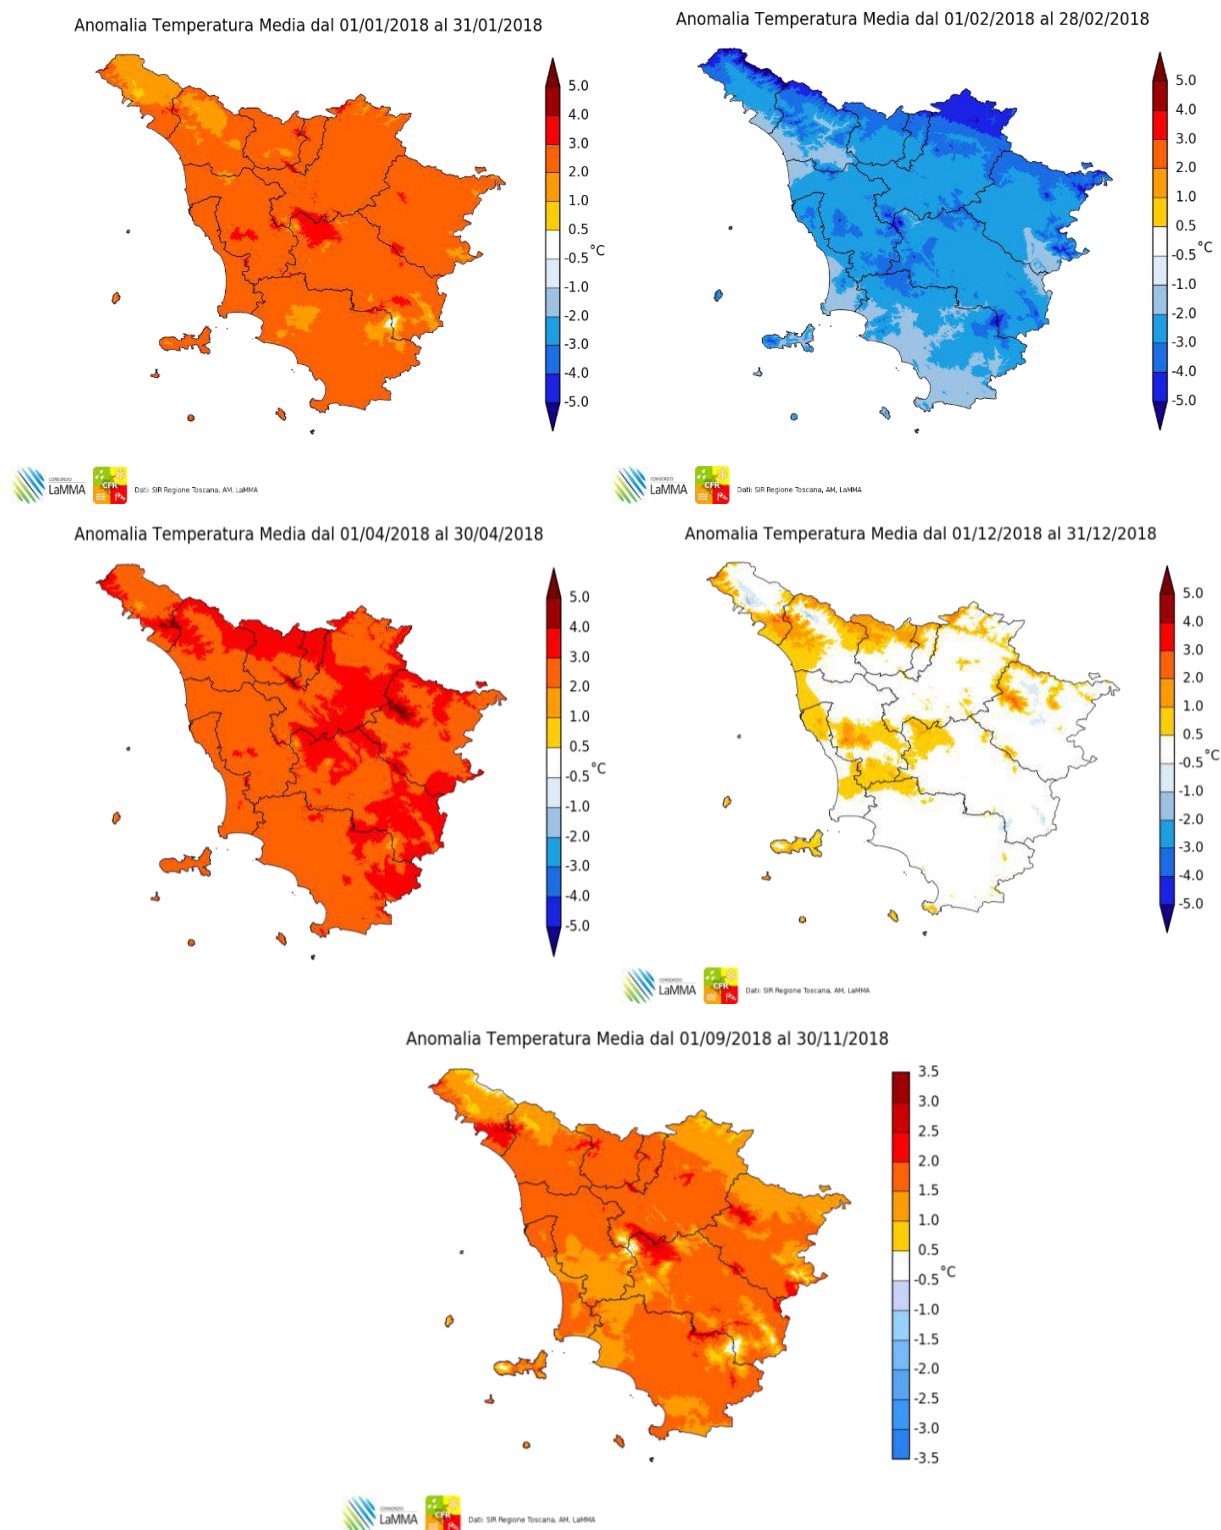 Anomalia Temperatura Media dal 01/01/2018 al 31/01/2018
5.0
4.0
3.0
2.0
1.0
0.5
-0.5
°C
-1.0
-2.0
-3.0
-4.0
-5.0
CONSORZIO
LaMMA
CFR
Dati: SIR Regione Toscana, AM, LaMMA
Anomalia Temperatura Media dal 01/02/2018 al 28/02/2018
5.0
4.0
3.0
2.0
1.0
0.5
-0.5
°C
-1.0
-2.0
-3.0
-4.0
-5.0
CONSORZIO
LaMMA
CFR
Dati: SIR Regione Toscana, AM, LaMMA
Anomalia Temperatura Media dal 01/04/2018 al 30/04/2018
5.0
4.0
3.0
2.0
1.0
0.5
-0.5
°C
-1.0
-2.0
-3.0
-4.0
-5.0
Anomalia Temperatura Media dal 01/12/2018 al 31/12/2018
5.0
4.0
3.0
2.0
1.0
0.5
-0.5
°C
-1.0
-2.0
-3.0
-4.0
-5.0
CONSORZIO
LaMMA
CFR
Dati: SIR Regione Toscana, AM, LaMMA
Anomalia Temperatura Media dal 01/09/2018 al 30/11/2018
3.5
3.0
2.5
2.0
1.5
1.0
0.5
-0.5
°C
-1.0
-1.5
-2.0
-2.5
-3.0
-3.5
CONSORZIO
LaMMA
CFR
Dati: SIR Regione Toscana, AM, LaMMA